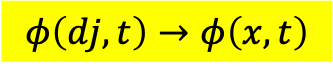 ϕ(dj, t) → ϕ(x, t)